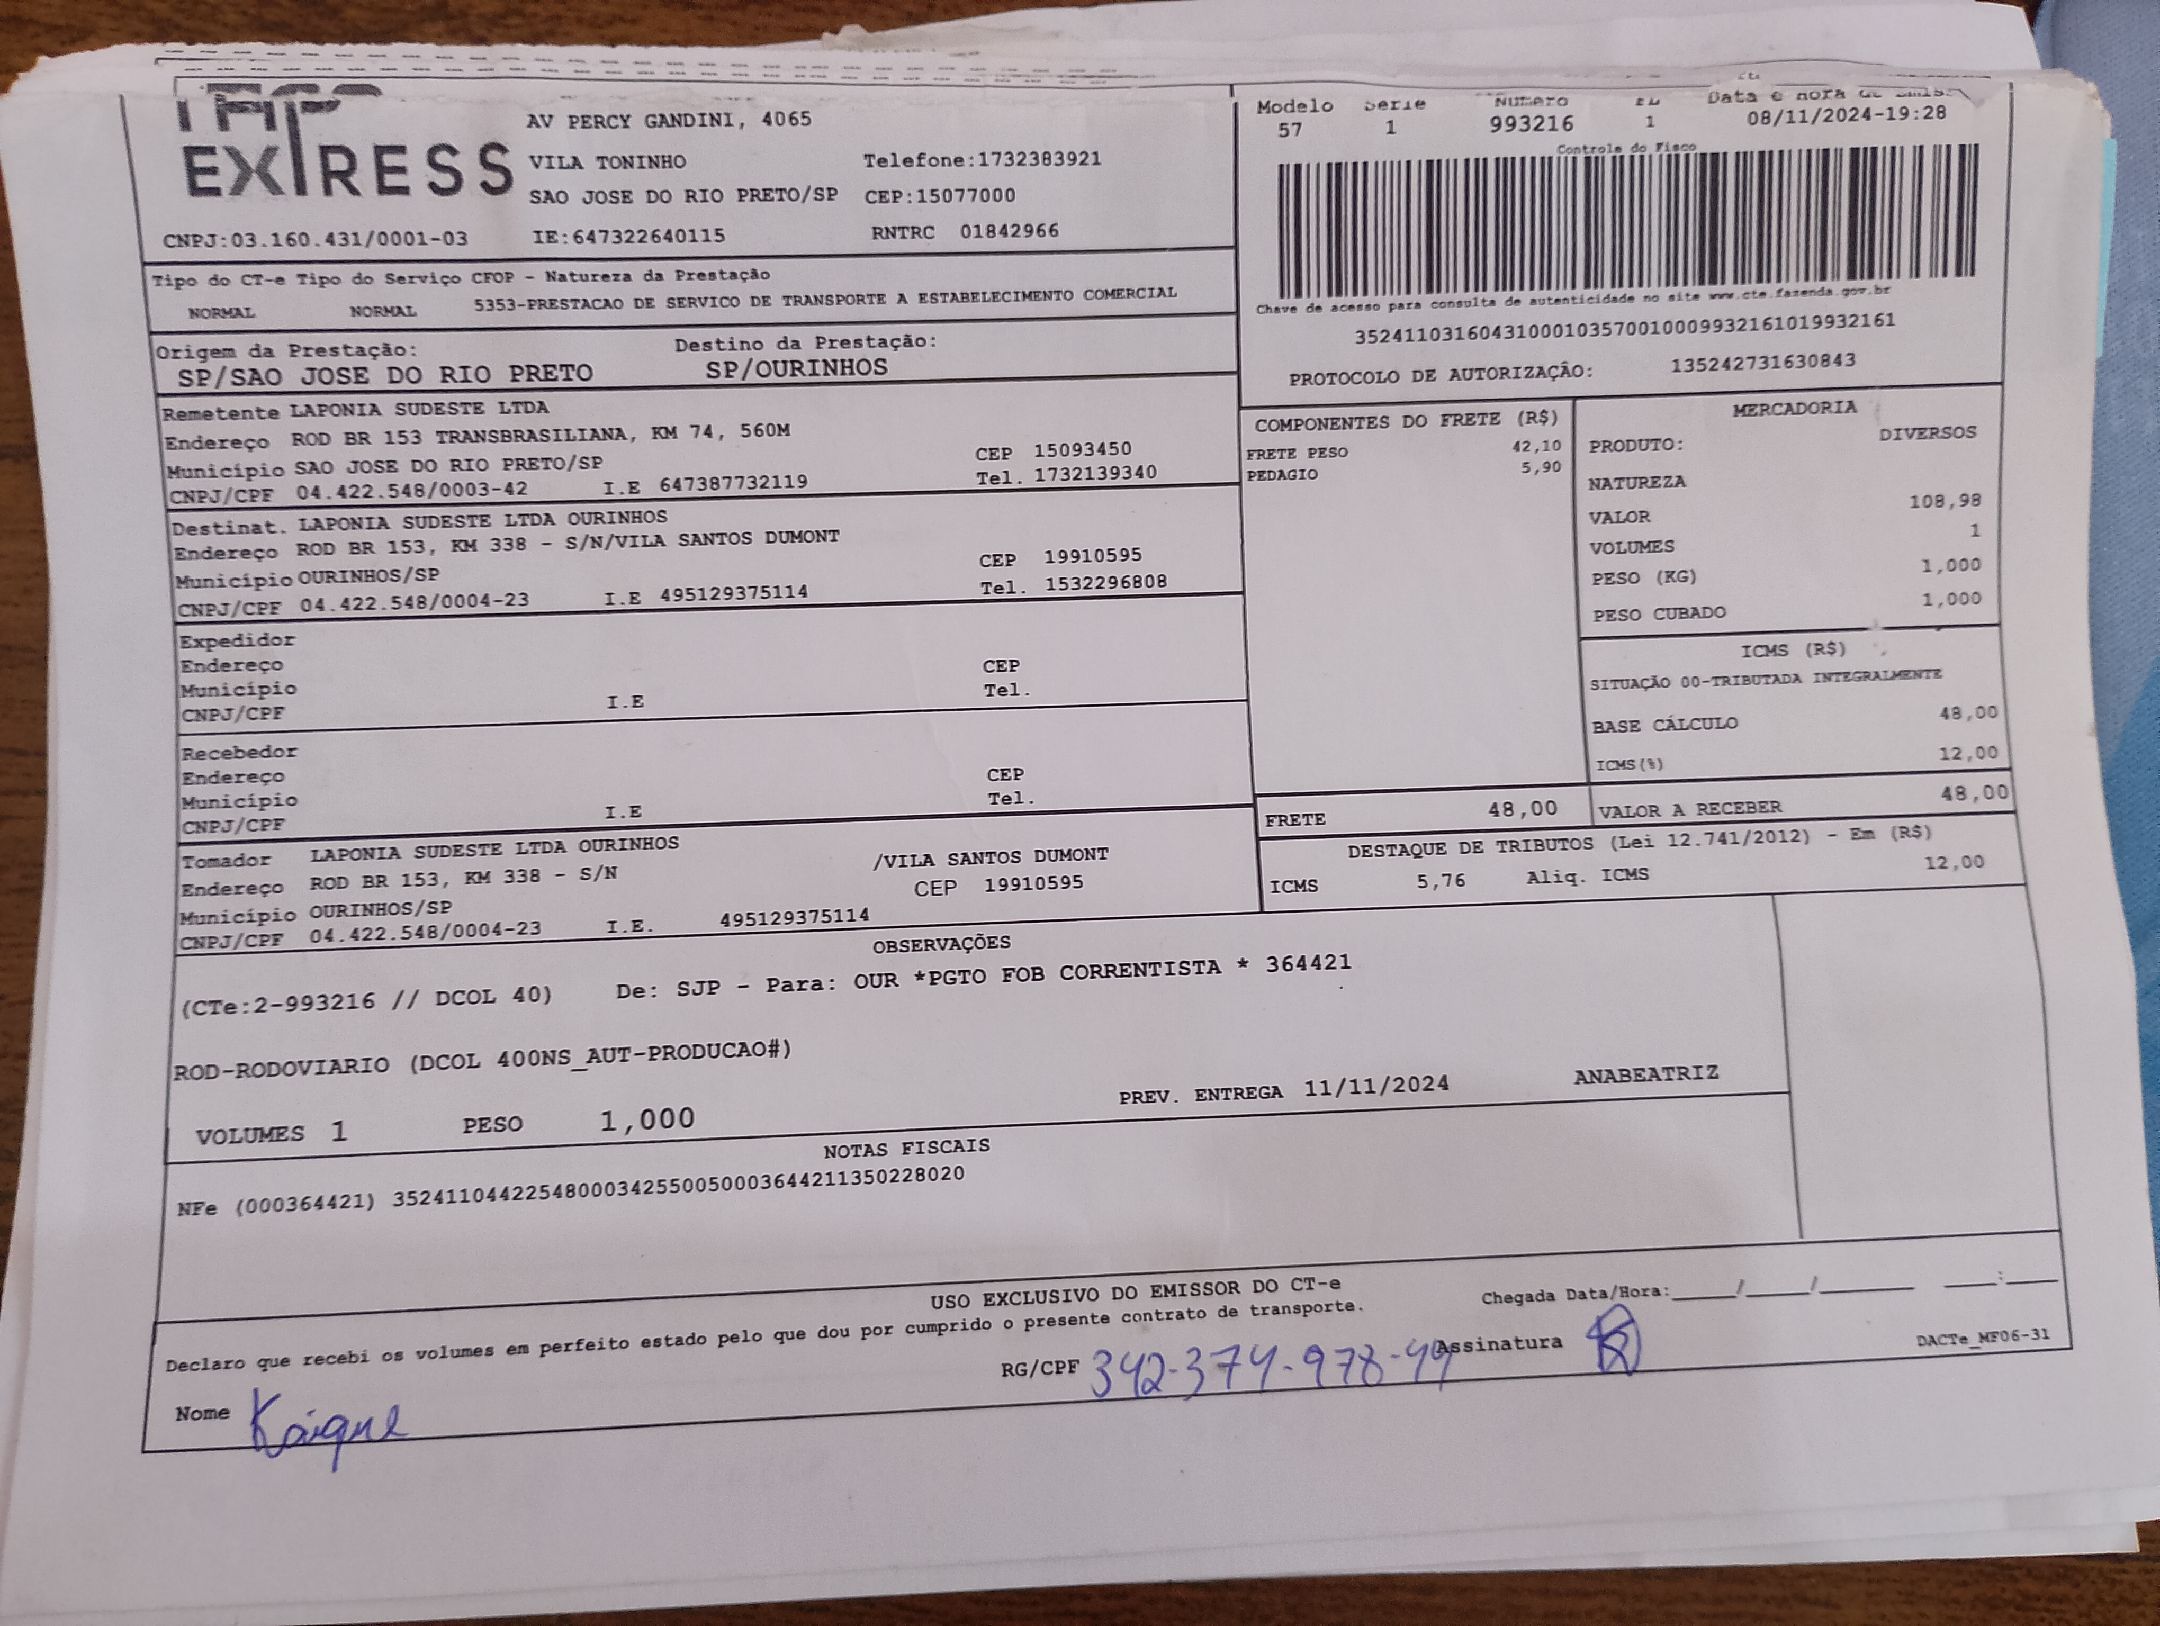 EXPRESS
AV PERCY GANDINI, 4065
VILA TONINHO Telefone:1732383921
SAO JOSE DO RIO PRETO/SP CEP:15077000
CNPJ:03.160.431/0001-03 IE:647322640115 RNTRC 01842966
Modelo Serie Numero Data e hora de
57 1 993216 1 08/11/2024-19:28
Controle do Fisco
Chave de acesso para consulta de autenticidade no site www.cte.fazenda.gov.br
35241103160431000103570010009932161019932161
PROTOCOLO DE AUTORIZAÇÂO: 135242731630843
Tipo do CT-e Tipo do Serviço CFOP - Natureza da Prestação
NORMAL NORMAL 5353-PRESTACAO DE SERVICO DE TRANSPORTE A ESTABELECIMENTO COMERCIAL
Origem da Prestação: Destino da Prestação:
SP/SAO JOSE DO RIO PRETO SP/OURINHOS
Remetente LAPONIA SUDESTE LTDA
Endereço ROD BR 153 TRANSBRASILIANA, KM 74, 560M
Município SAO JOSE DO RIO PRETO/SP CEP 15093450
CNPJ/CPF 04.422.548/0003-42 I.E 647387732119 Tel. 1732139340
Destinat. LAPONIA SUDESTE LTDA OURINHOS
Endereço ROD BR 153, KM 338 - S/N/VILA SANTOS DUMONT
Município OURINHOS/SP CEP 19910595
CNPJ/CPF 04.422.548/0004-23 I.E 495129375114 Tel. 1532296808
Expedidor
Endereço CEP
Município Tel.
CNPJ/CPF I.E
Recebedor
Endereço CEP
Município Tel.
CNPJ/CPF I.E
Tomador LAPONIA SUDESTE LTDA OURINHOS
Endereço ROD BR 153, KM 338 - S/N /VILA SANTOS DUMONT
Município OURINHOS/SP CEP 19910595
CNPJ/CPF 04.422.548/0004-23 I.E. 495129375114
COMPONENTES DO FRETE (R$)
FRETE PESO 42,10
PEDAGIO 5,90
MERCADORIA
PRODUTO: DIVERSOS
NATUREZA
VALOR 108,98
VOLUMES 1
PESO (KG) 1,000
PESO CUBADO 1,000
ICMS (R$)
SITUAÇÃO 00-TRIBUTADA INTEGRALMENTE
BASE CÁLCULO 48,00
ICMS(%) 12,00
FRETE 48,00 VALOR A RECEBER 48,00
DESTAQUE DE TRIBUTOS (Lei 12.741/2012) - Em (R$)
ICMS 5,76 Aliq. ICMS 12,00
OBSERVAÇÕES
(CTe:2-993216 // DCOL 40) De: SJP - Para: OUR *PGTO FOB CORRENTISTA * 364421
ROD-RODOVIARIO (DCOL 400NS_AUT-PRODUCAO#)
VOLUMES 1 PESO 1,000 PREV. ENTREGA 11/11/2024 ANABEATRIZ
NOTAS FISCAIS
NFe (000364421) 35241104422548000342550050003644211350228020
USO EXCLUSIVO DO EMISSOR DO CT-e
Declaro que recebi os volumes em perfeito estado pelo que dou por cumprido o presente contrato de transporte.
Chegada Data/Hora:____/____/______ ___:___
Nome Kaique RG/CPF 342-374-978-49 Assinatura
DACTe_MF06-31